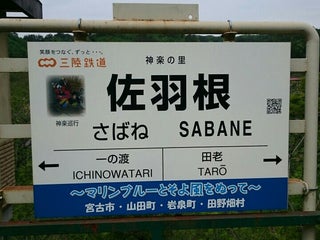 笑顔をつなぐ、ずっと・・・。
三陸鉄道
神楽の里
佐羽根
神楽巡行
さばね SABANE
一の渡 田老
ICHINOWATARI TARŌ
～マリンブルーとそよ風をぬって～
宮古市・山田町・岩泉町・田野畑村